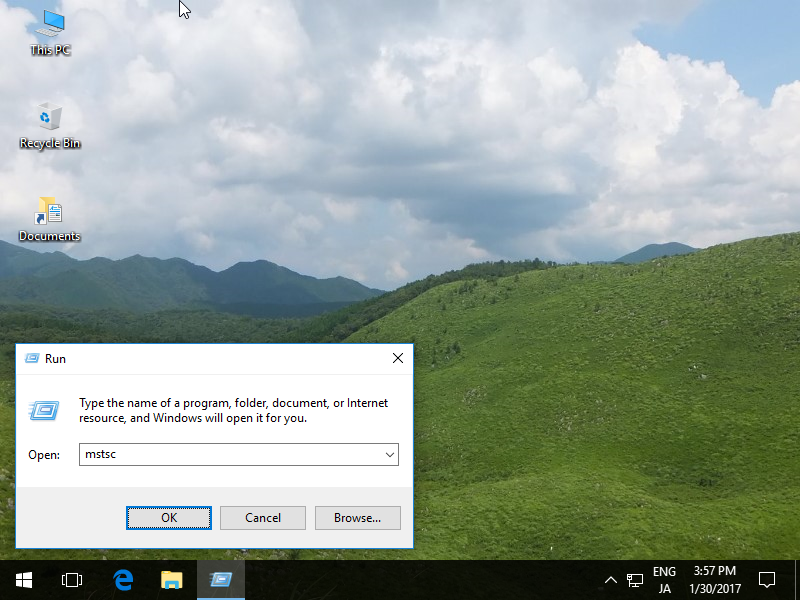 This PC
Recycle Bin
Documents
Run
Type the name of a program, folder, document, or Internet
resource, and Windows will open it for you.
Open:
mstsc
OK
Cancel
Browse...
ENG
JA
3:57 PM
1/30/2017